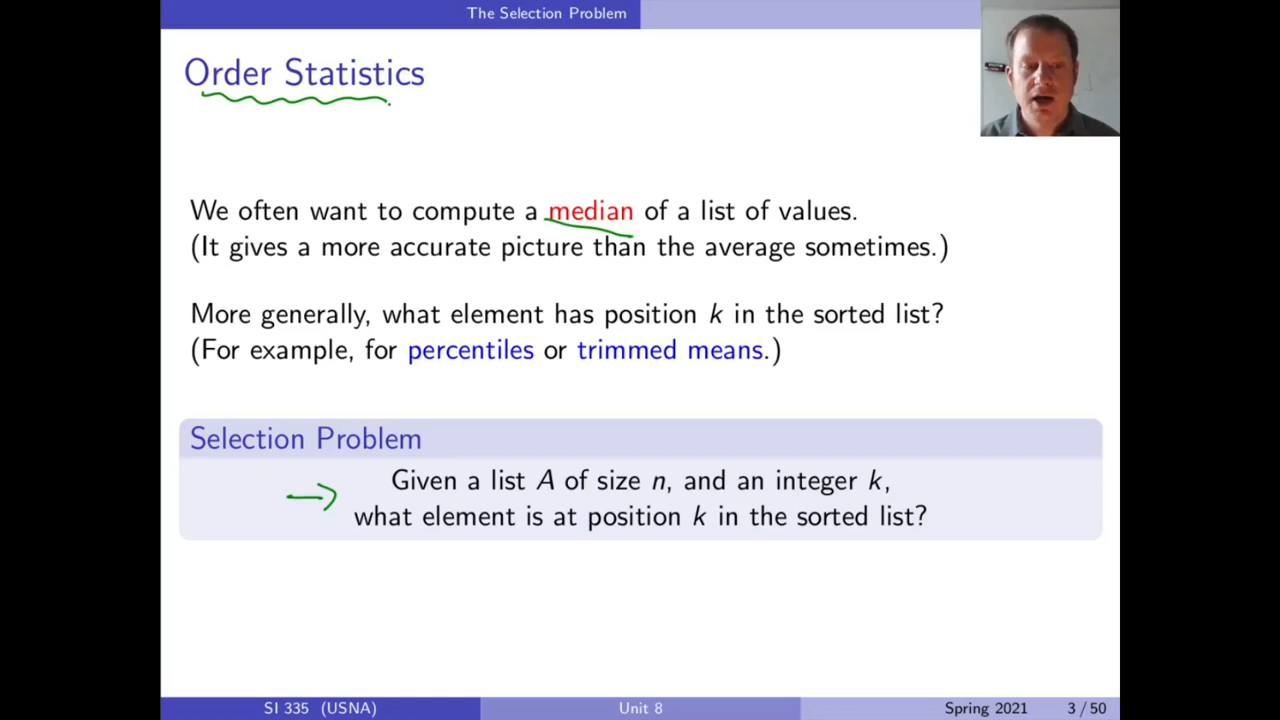 The Selection Problem
Order Statistics
We often want to compute a median of a list of values.
(It gives a more accurate picture than the average sometimes.)
More generally, what element has position k in the sorted list?
(For example, for percentiles or trimmed means.)
Selection Problem
Given a list A of size n, and an integer k,
what element is at position k in the sorted list?
SI 335 (USNA) Unit 8 Spring 2021 3 / 50